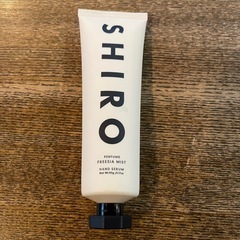 SHIRO
PERFUME
FREESIA MIST
HAND SERUM